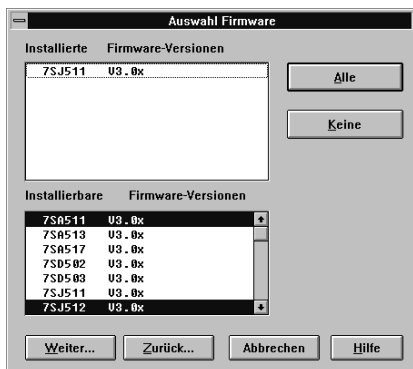 Auswahl Firmware
Installierte Firmware-Versionen
7SJ511 V3.0x
Alle
Keine
Installierbare Firmware-Versionen
7SA511 V3.0x
7SA513 V3.0x
7SA517 V3.0x
7SD502 V3.0x
7SD503 V3.0x
7SJ511 V3.0x
7SJ512 V3.0x
Weiter... Zurück... Abbrechen Hilfe